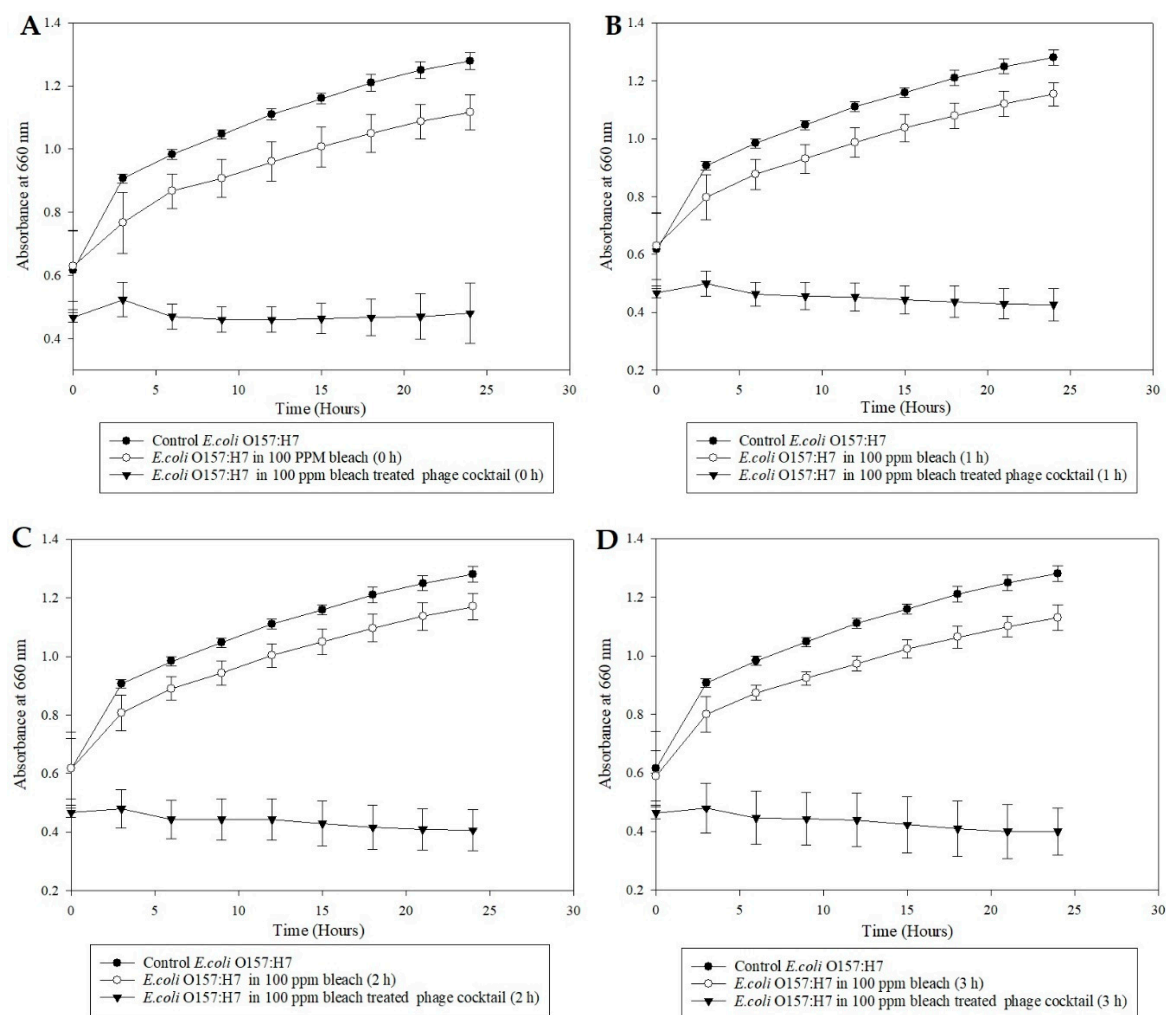 A
Absorbance at 660 nm
1.4
1.2
1.0
0.8
0.6
0.4
0 5 10 15 20 25 30
Time (Hours)
Control E.coli O157:H7
E.coli O157:H7 in 100 PPM bleach (0 h)
E.coli O157:H7 in 100 ppm bleach treated phage cocktail (0 h)
B
Absorbance at 660 nm
1.4
1.2
1.0
0.8
0.6
0.4
0.2
0 5 10 15 20 25 30
Time (Hours)
Control E.coli O157:H7
E.coli O157:H7 in 100 ppm bleach (1 h)
E.coli O157:H7 in 100 ppm bleach treated phage cocktail (1 h)
C
Absorbance at 660 nm
1.4
1.2
1.0
0.8
0.6
0.4
0.2
0 5 10 15 20 25 30
Time (Hours)
Control E.coli O157:H7
E.coli O157:H7 in 100 ppm bleach (2 h)
E.coli O157:H7 in 100 ppm bleach treated phage cocktail (2 h)
D
Absorbance at 660 nm
1.4
1.2
1.0
0.8
0.6
0.4
0.2
0 5 10 15 20 25 30
Time (Hours)
Control E.coli O157:H7
E.coli O157:H7 in 100 ppm bleach (3 h)
E.coli O157:H7 in 100 ppm bleach treated phage cocktail (3 h)